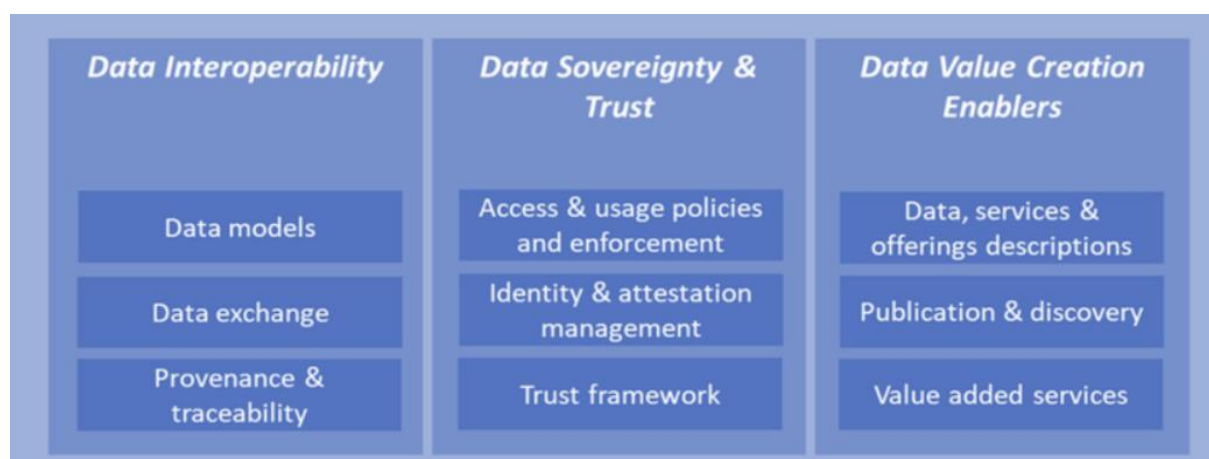 Data Interoperability
Data models
Data exchange
Provenance &
traceability
Data Sovereignty &
Trust
Access & usage policies
and enforcement
Identity & attestation
management
Trust framework
Data Value Creation
Enablers
Data, services &
offerings descriptions
Publication & discovery
Value added services